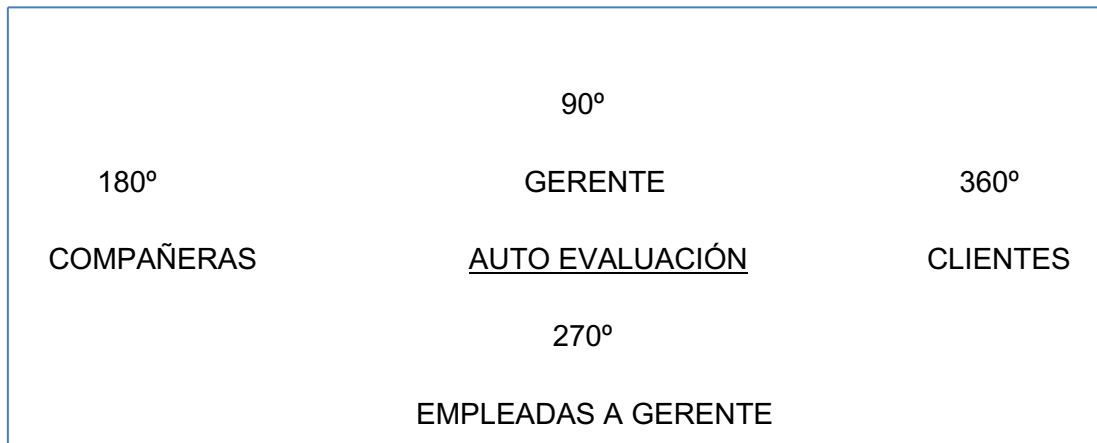 90º
180º GERENTE 360º
COMPAÑERAS AUTO EVALUACIÓN CLIENTES
270º
EMPLEADAS A GERENTE